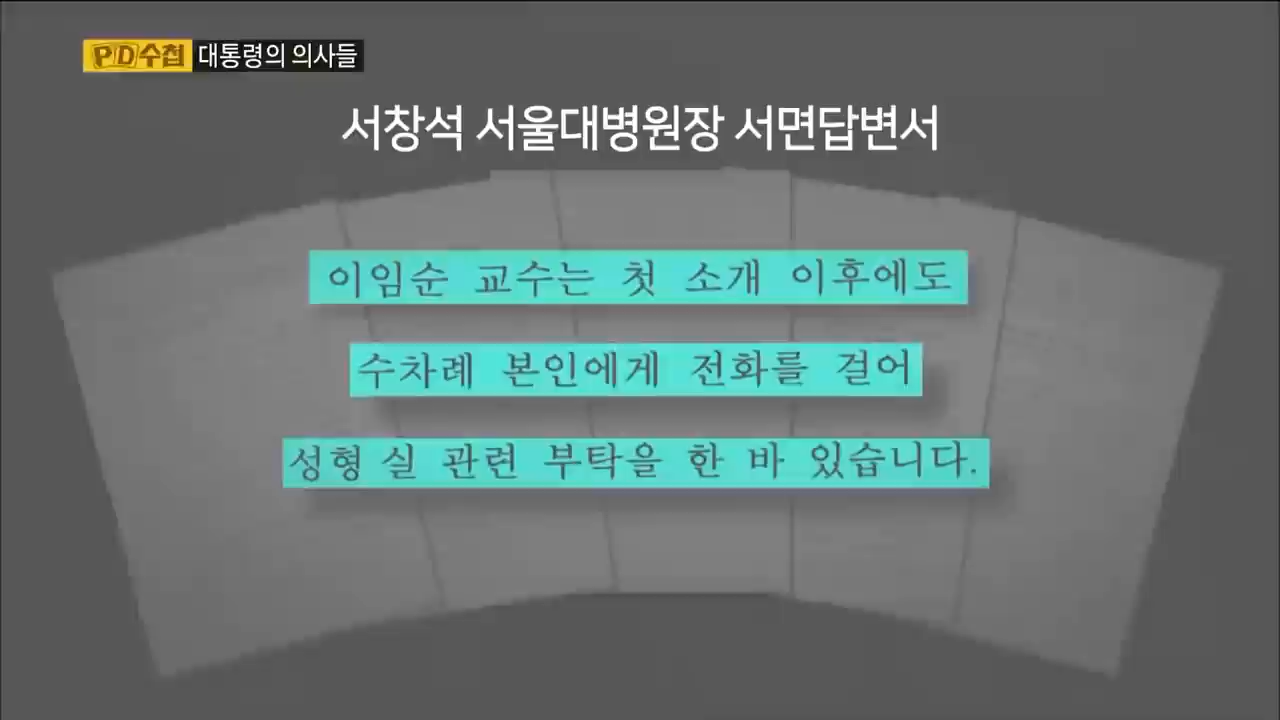 PD수첩 대통령의 의사들
서창석 서울대병원장 서면답변서
이임순 교수는 첫 소개 이후에도
수차례 본인에게 전화를 걸어
성형 실 관련 부탁을 한 바 있습니다.